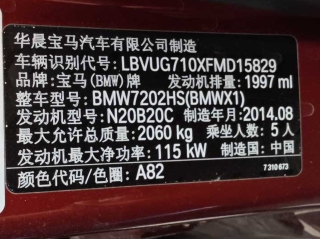 华晨宝马汽车有限公司制造
车辆识别代号: LBVUG710XFMD15829
品牌:宝马(BMW) 发动机排量: 1997 ml
整车型号: BMW7202HS(BMWX1)
发动机型号: N20B20C 制造年月: 2014.08
最大允许总质量: 2060 kg 乘坐人数: 5 人
发动机最大净功率: 115 kW 制造国: 中国
颜色代码/色圈: A82
7 310 673